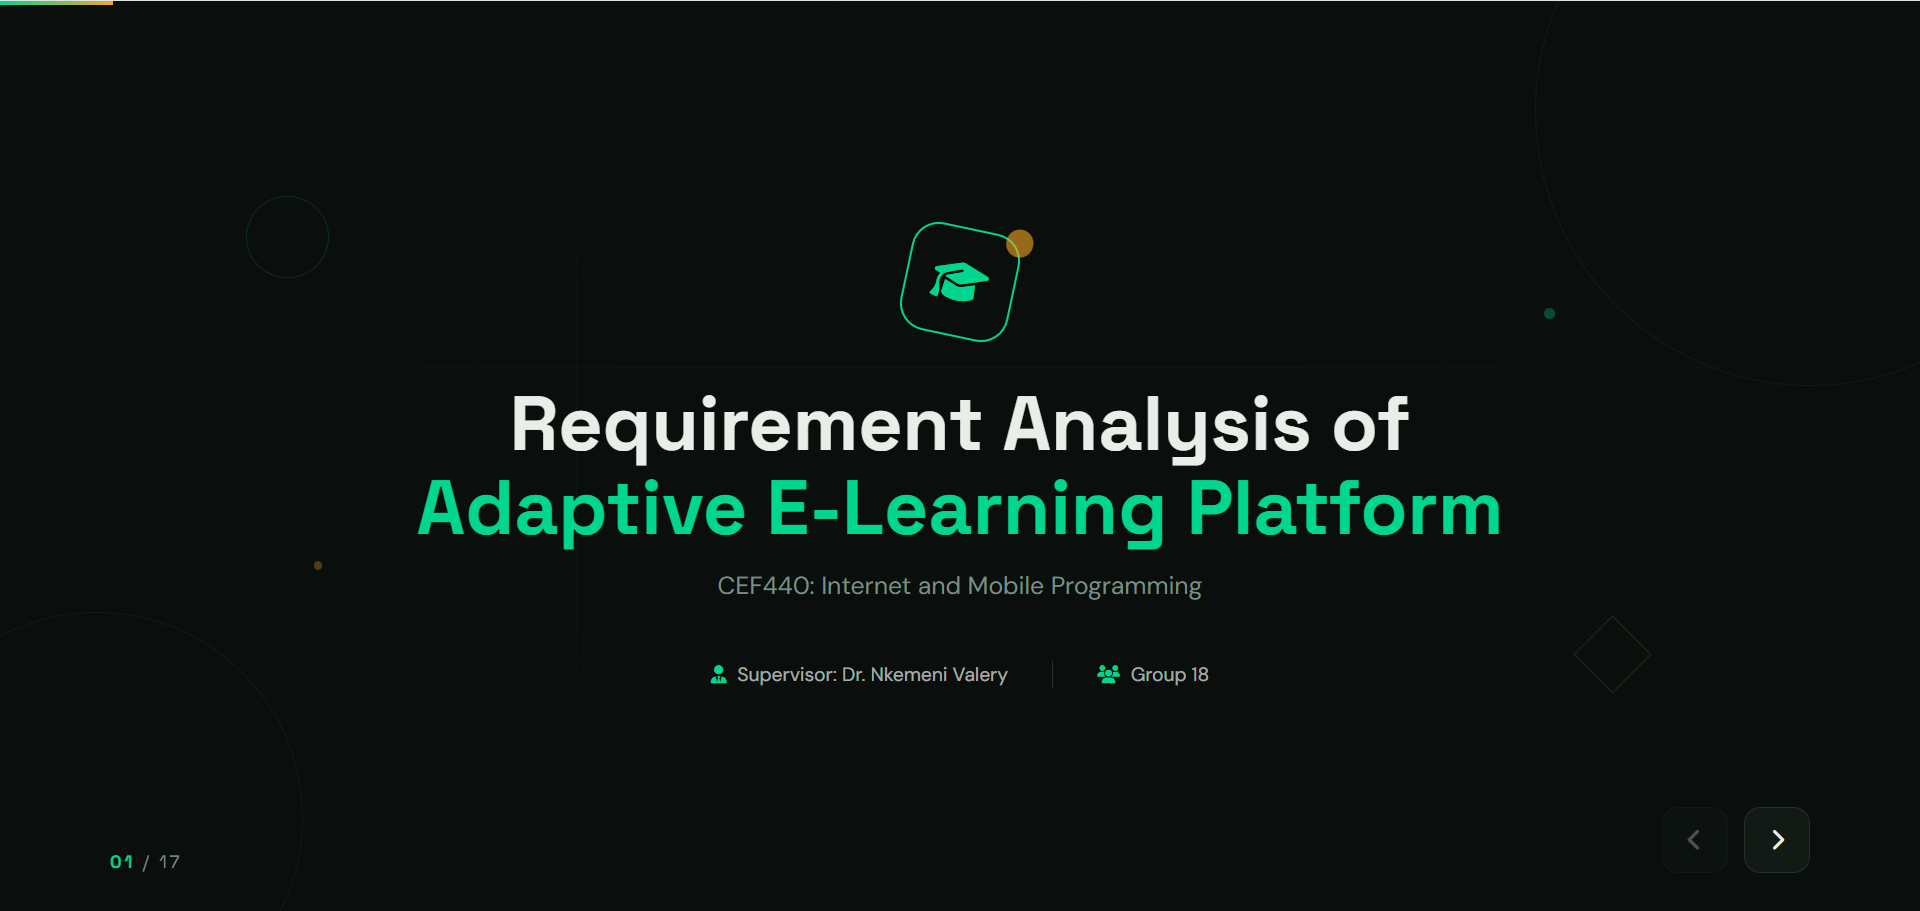 Requirement Analysis of
Adaptive E-Learning Platform
CEF440: Internet and Mobile Programming
Supervisor: Dr. Nkemeni Valery
Group 18
01 / 17